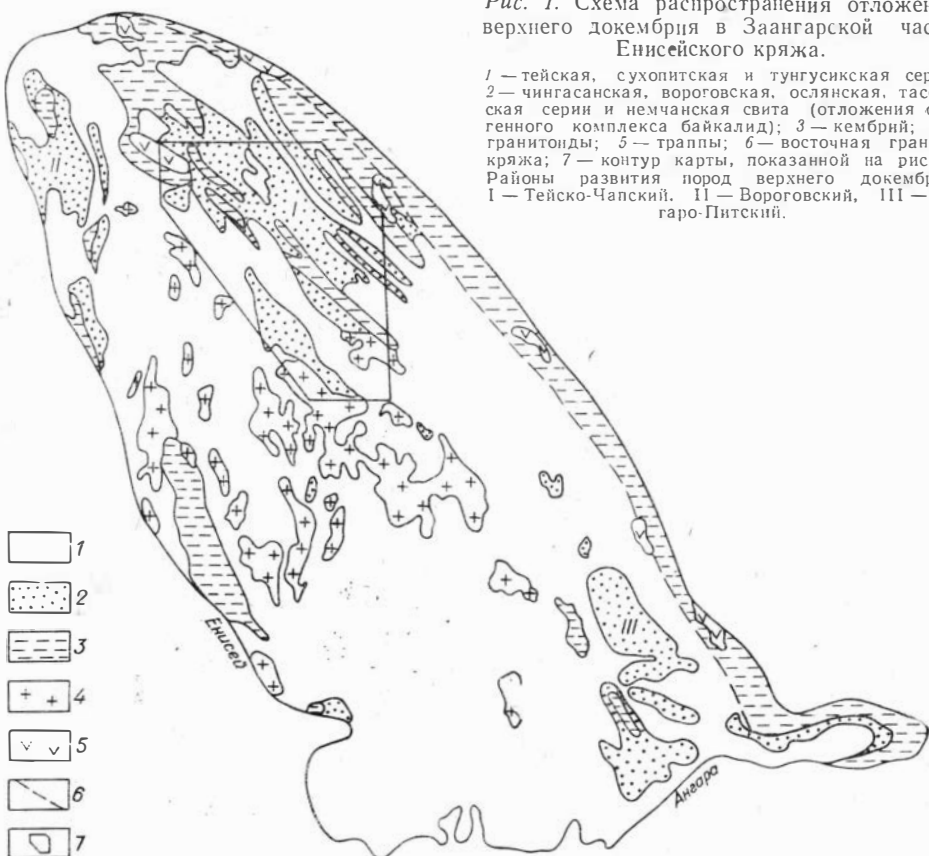 Рис. 1. Схема распространения отложен
верхнего докембрия в Заангарской час
Енисейского кряжа.
1 — тейская, сухопитская и тунгусикская сер
2 — чингасанская, вороговская, ослянская, тасе
ская серии и немчанская свита (отложения
генного комплекса байкалид); 3 — кембрий;
гранитоиды; 5 — траппы; 6 — восточная гран
кряжа; 7 — контур карты, показанной на рис
Районы развития пород верхнего докемб
I — Тейско-Чапский. II — Вороговский, III —
гаро-Питский.
II
I
III
Енисей
Ангара
1
2
3
4
5
6
7